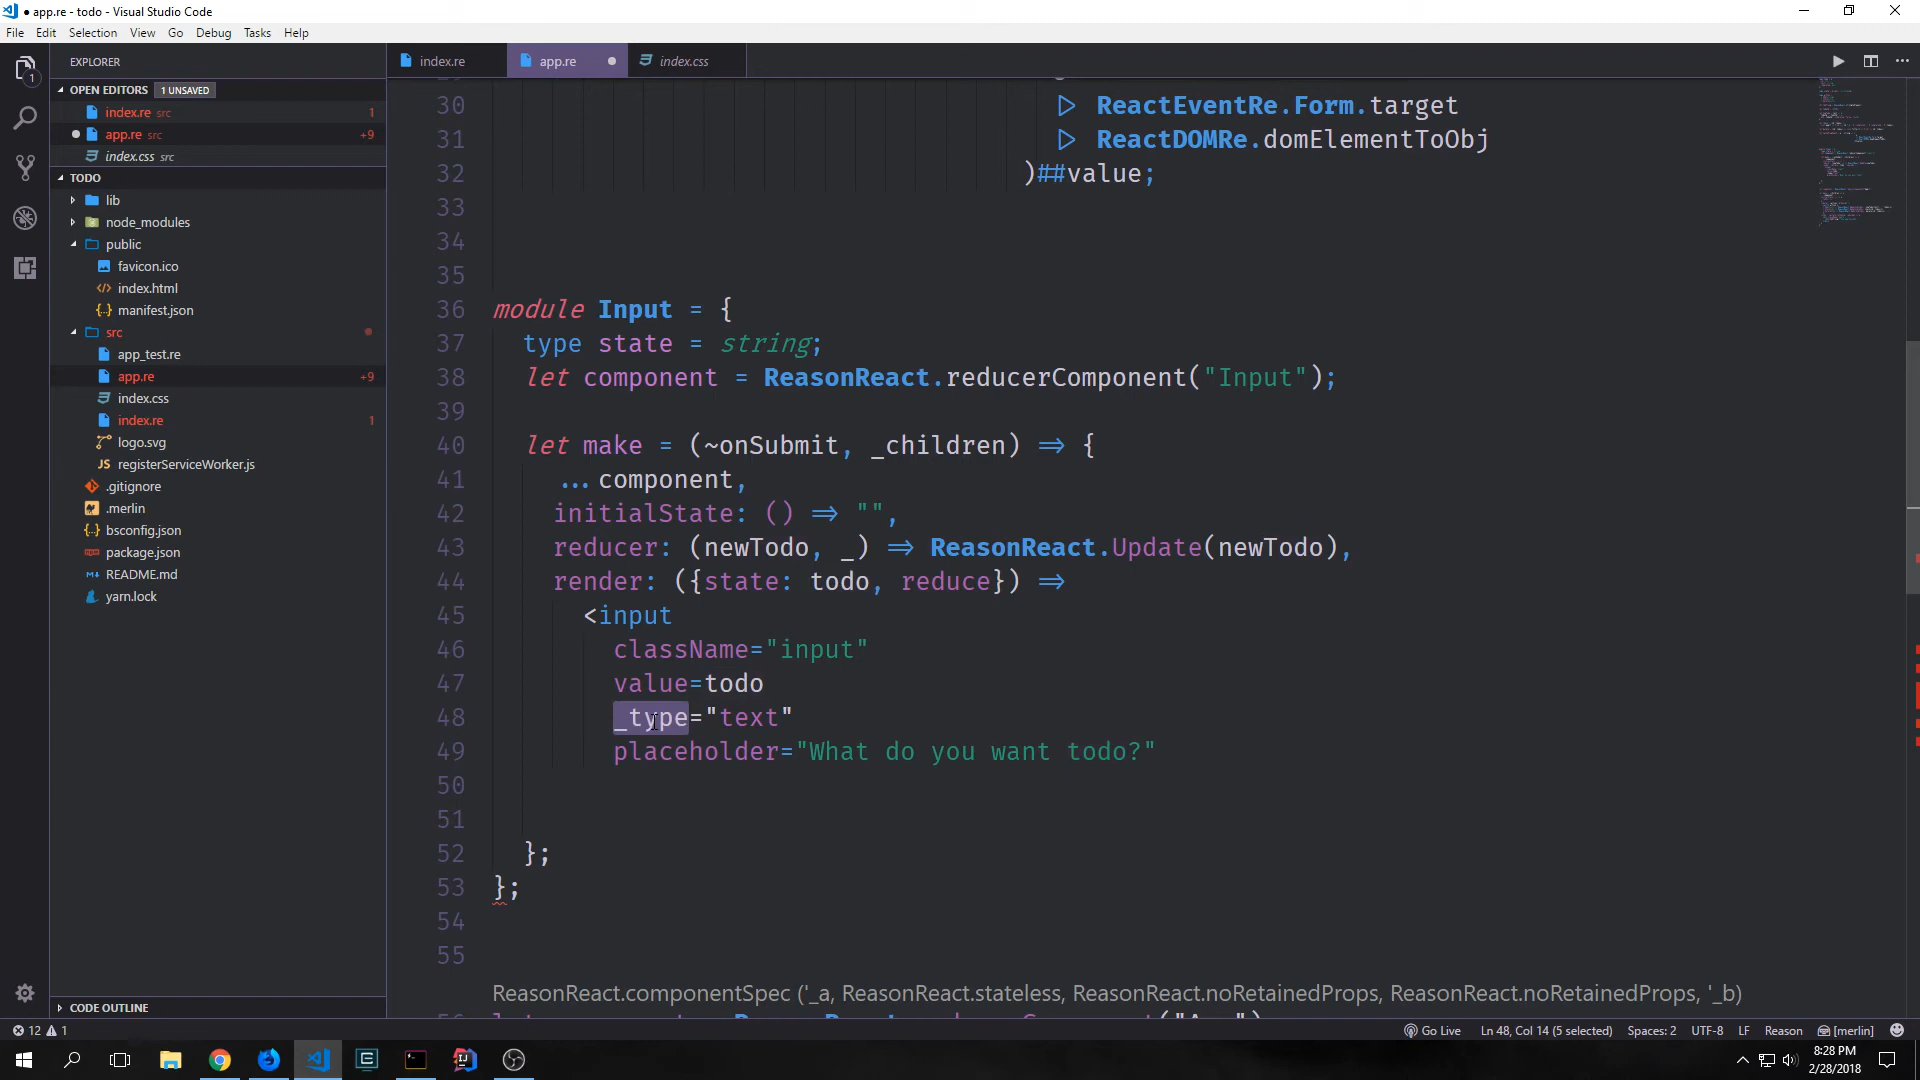 ● app.re - todo - Visual Studio Code
File Edit Selection View Go Debug Tasks Help
EXPLORER
OPEN EDITORS 1 UNSAVED
index.re src 1
app.re src +9
index.css src
TODO
lib
node_modules
public
favicon.ico
index.html
manifest.json
src
app_test.re
app.re +9
index.css
index.re 1
logo.svg
registerServiceWorker.js
.gitignore
.merlin
bsconfig.json
package.json
README.md
yarn.lock
CODE OUTLINE
1
index.re app.re ● index.css
30 |> ReactEventRe.Form.target
31 |> ReactDOMRe.domElementToObj
32 )##value;
33
34
35
36 module Input = {
37 type state = string;
38 let component = ReasonReact.reducerComponent("Input");
39
40 let make = (~onSubmit, _children) => {
41 ...component,
42 initialState: () => "",
43 reducer: (newTodo, _) => ReasonReact.Update(newTodo),
44 render: ({state: todo, reduce}) =>
45 <input
46 className="input"
47 value=todo
48 _type="text"
49 placeholder="What do you want todo?"
50
51
52 };
53 };
54
55
ReasonReact.componentSpec ('_a, ReasonReact.stateless, ReasonReact.noRetainedProps, ReasonReact.noRetainedProps, '_b)
12 1 Go Live Ln 48, Col 14 (5 selected) Spaces: 2 UTF-8 LF Reason [merlin]
8:28 PM
2/28/2018